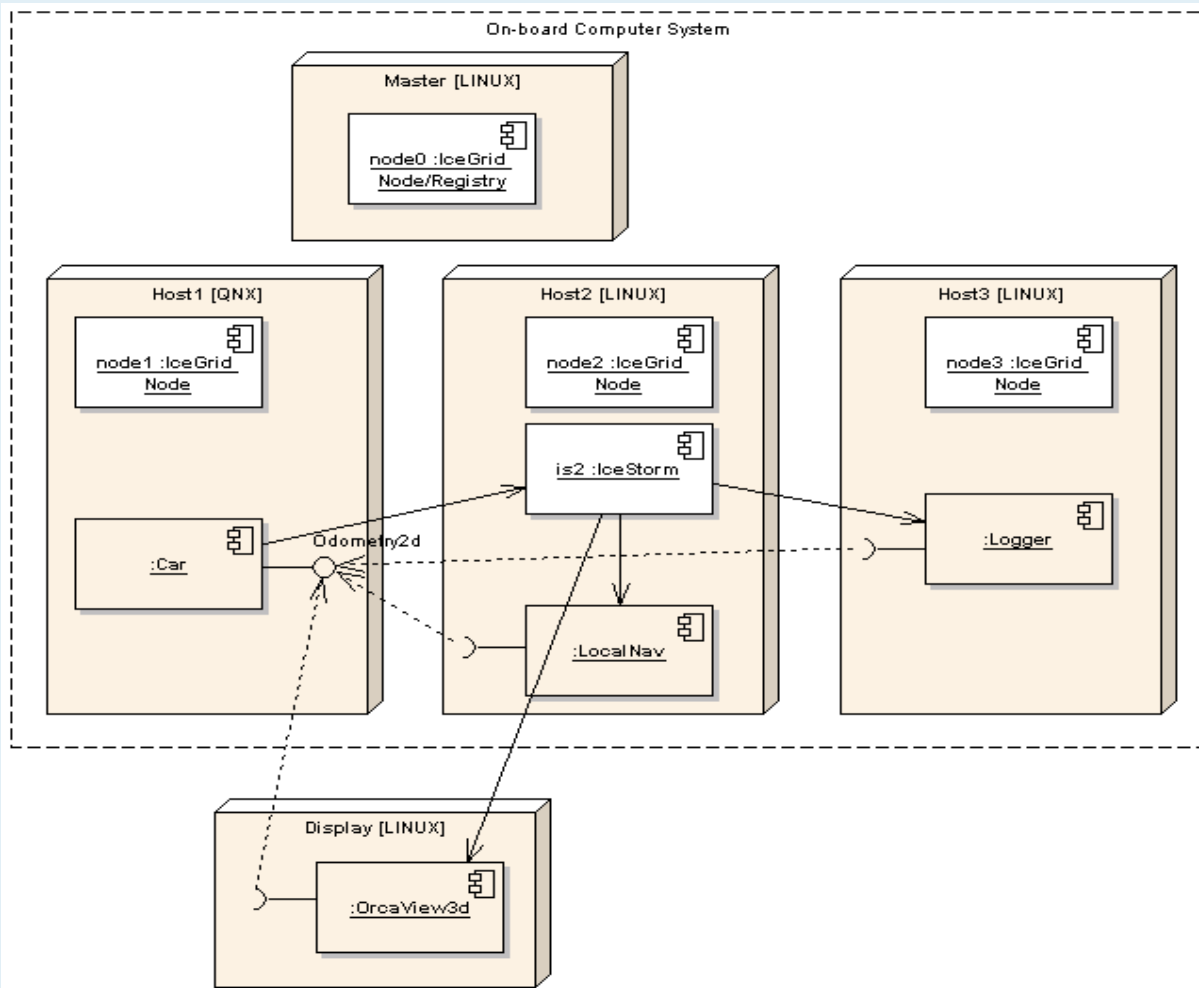 On-board Computer System
Master [LINUX]
node0 :IceGrid
Node/Registry
Host1 [QNX]
node1 :IceGrid
Node
:Car
Odometry2d
Host2 [LINUX]
node2 :IceGrid
Node
is2 :IceStorm
:LocalNav
Host3 [LINUX]
node3 :IceGrid
Node
:Logger
Display [LINUX]
:OrcaView3d